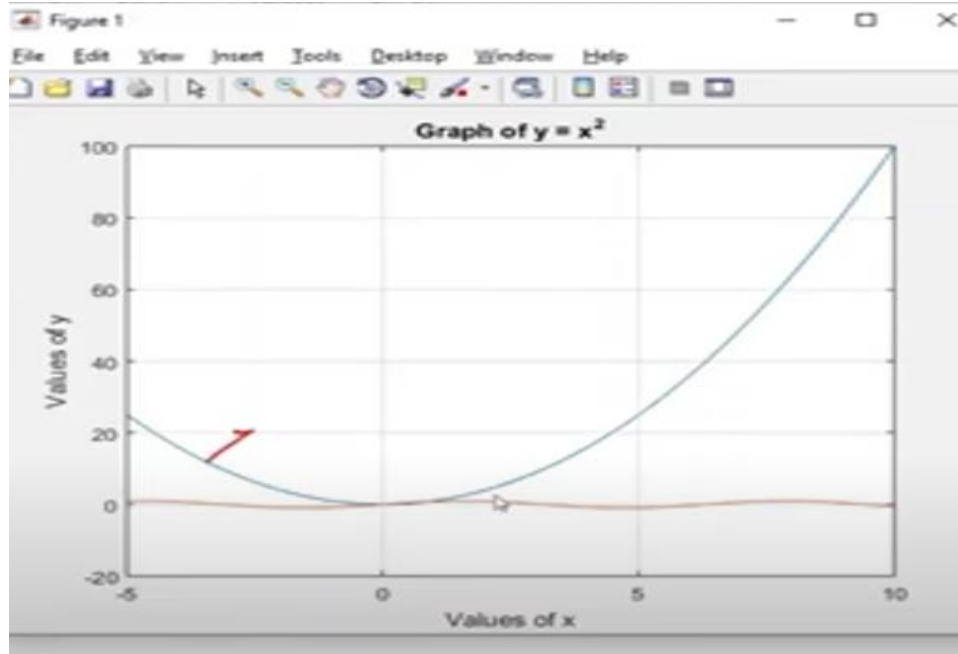 Figure 1
File Edit View Insert Tools Desktop Window Help
Graph of y = x²
100
80
60
40
20
0
-20
-5 0 5 10
Values of y
Values of x